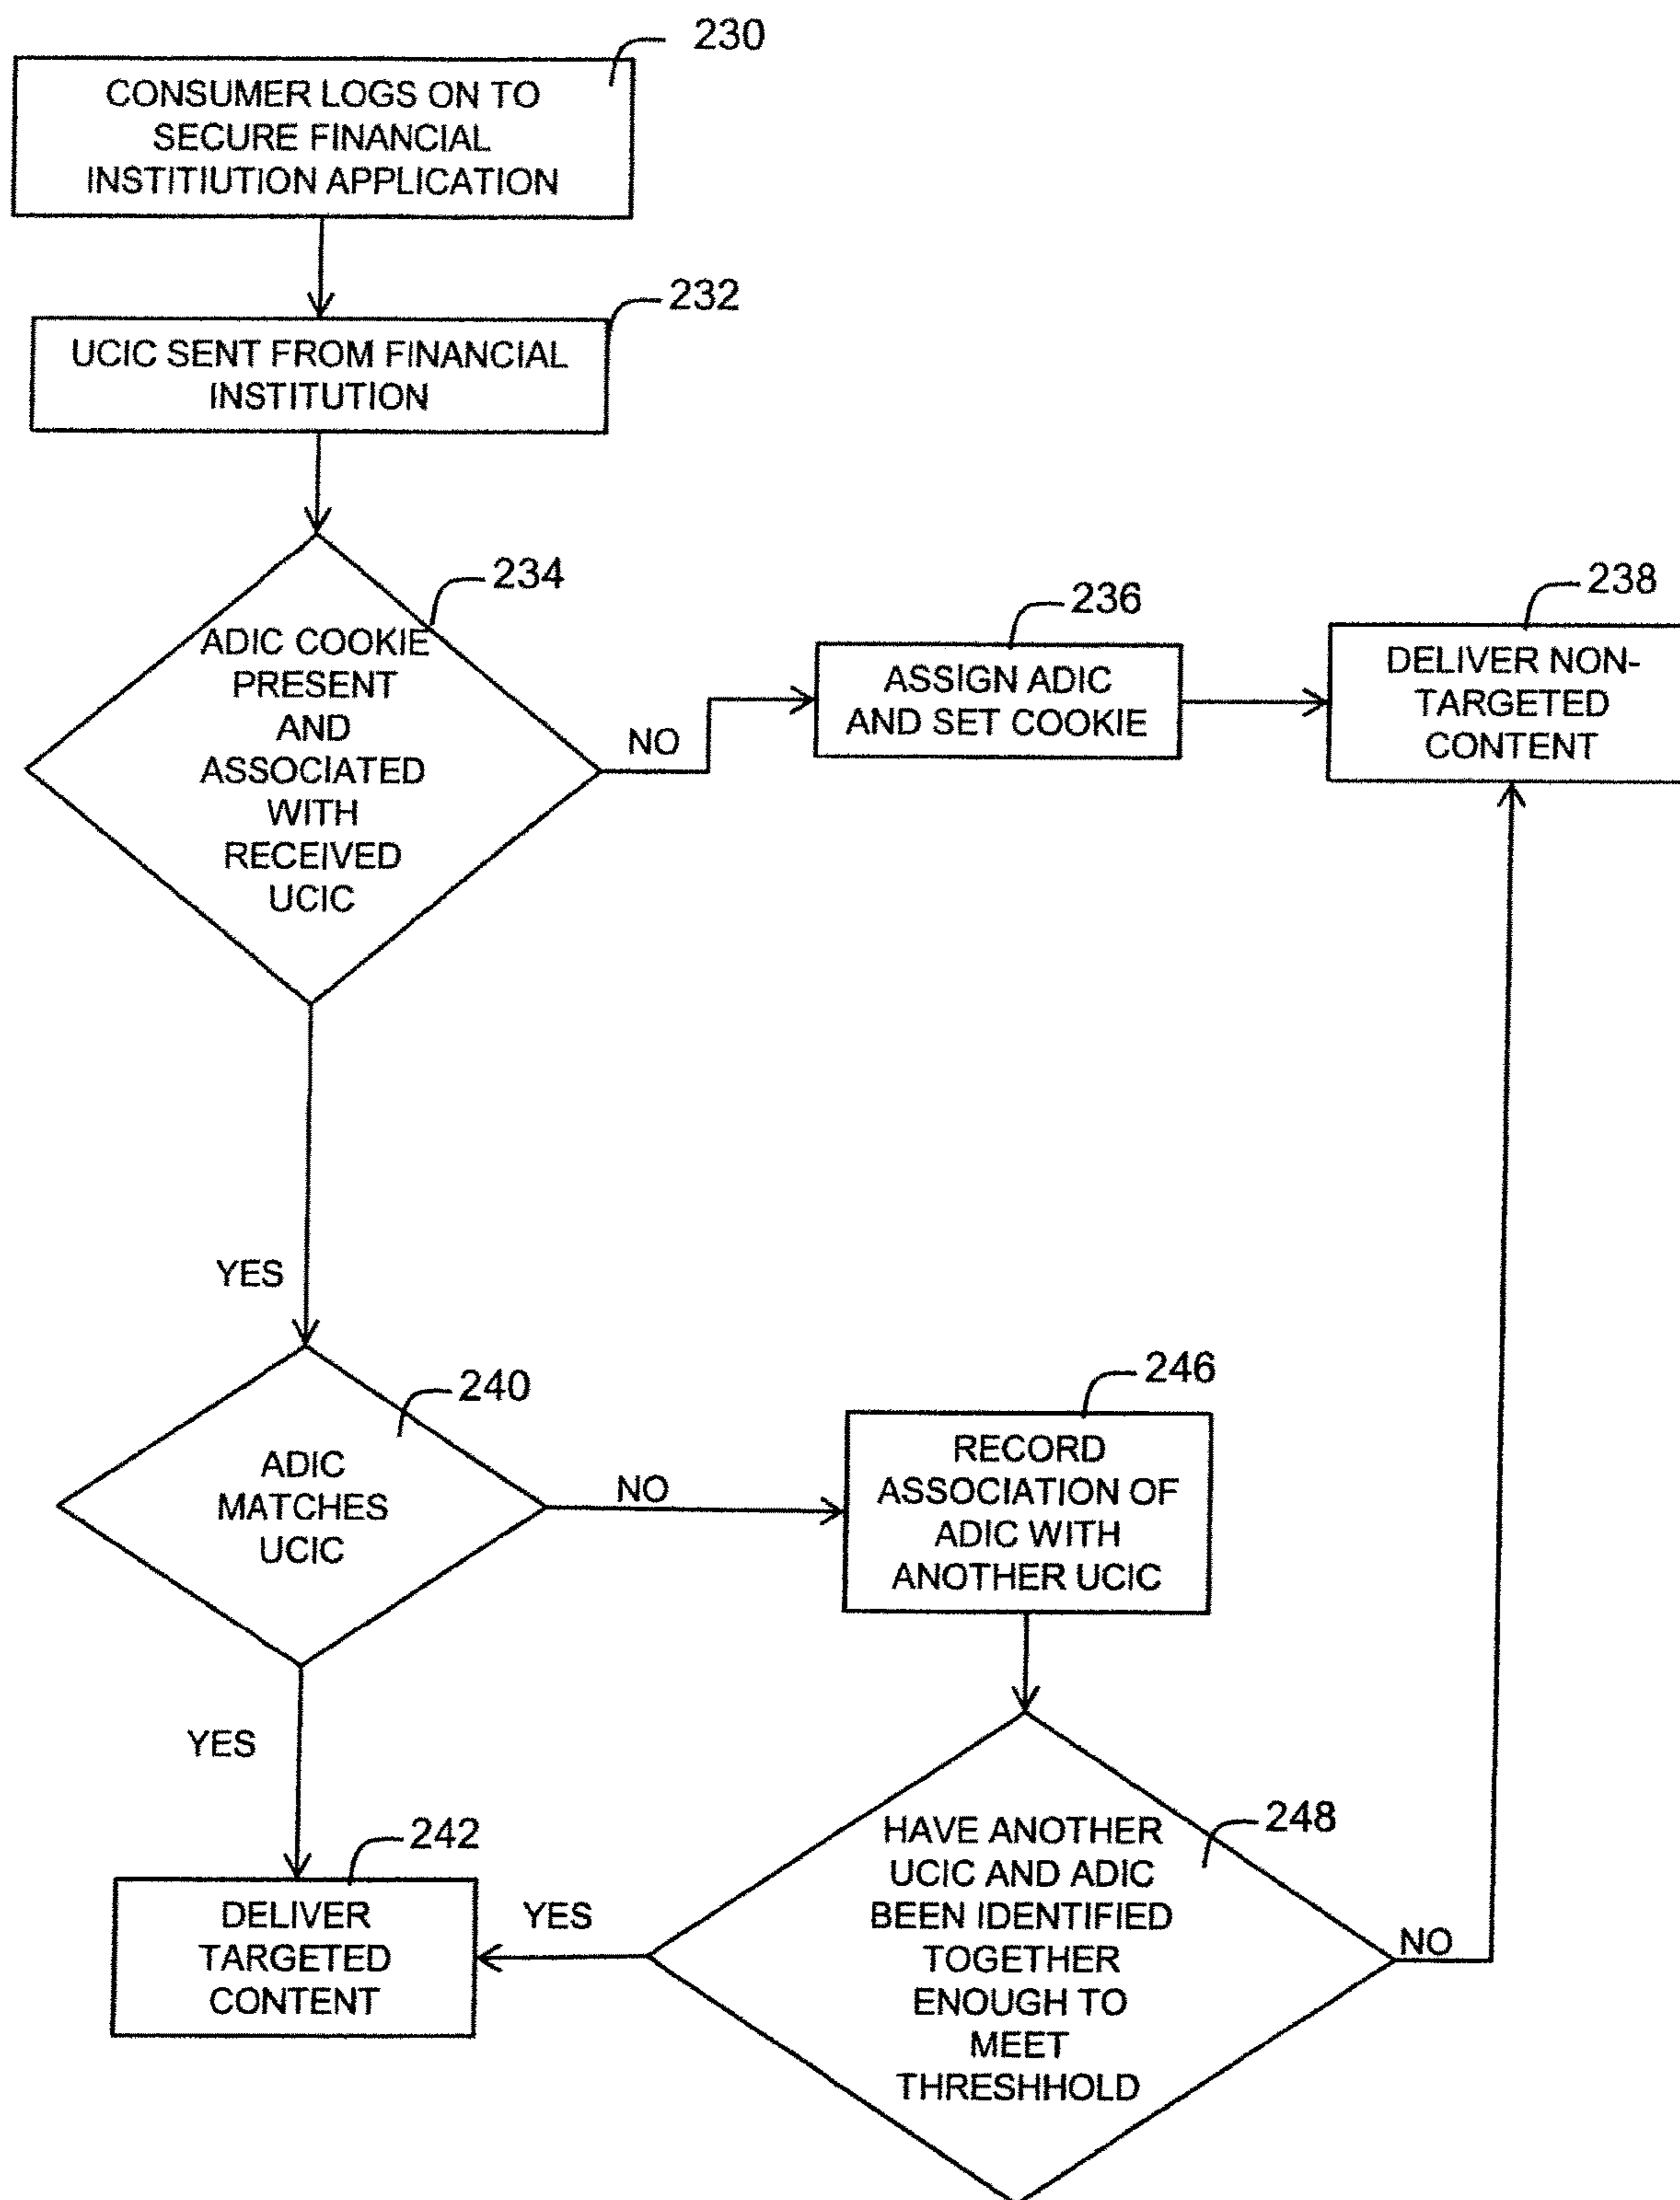 230
CONSUMER LOGS ON TO
SECURE FINANCIAL
INSTITIUTION APPLICATION
232
UCIC SENT FROM FINANCIAL
INSTITUTION
234
ADIC COOKIE
PRESENT
AND
ASSOCIATED
WITH
RECEIVED
UCIC
NO
236
ASSIGN ADIC
AND SET COOKIE
238
DELIVER NON-
TARGETED
CONTENT
YES
240
ADIC
MATCHES
UCIC
NO
246
RECORD
ASSOCIATION OF
ADIC WITH
ANOTHER UCIC
YES
242
DELIVER
TARGETED
CONTENT
YES
248
HAVE ANOTHER
UCIC AND ADIC
BEEN IDENTIFIED
TOGETHER
ENOUGH TO
MEET
THRESHHOLD
NO